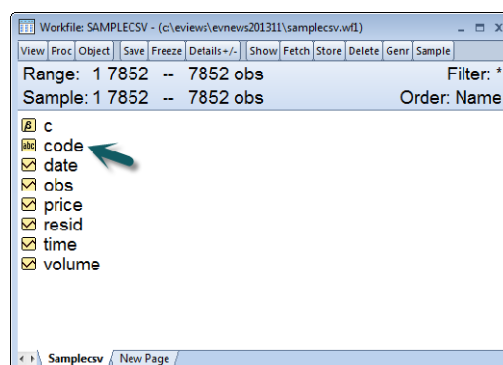 Workfile: SAMPLECSV - (c:\eviews\evnews201311\samplecsv.wf1)
View Proc Object Save Freeze Details+/- Show Fetch Store Delete Genr Sample
Range: 1 7852 -- 7852 obs Filter: *
Sample: 1 7852 -- 7852 obs Order: Name
β c
abc code
date
obs
price
resid
time
volume
Samplecsv New Page